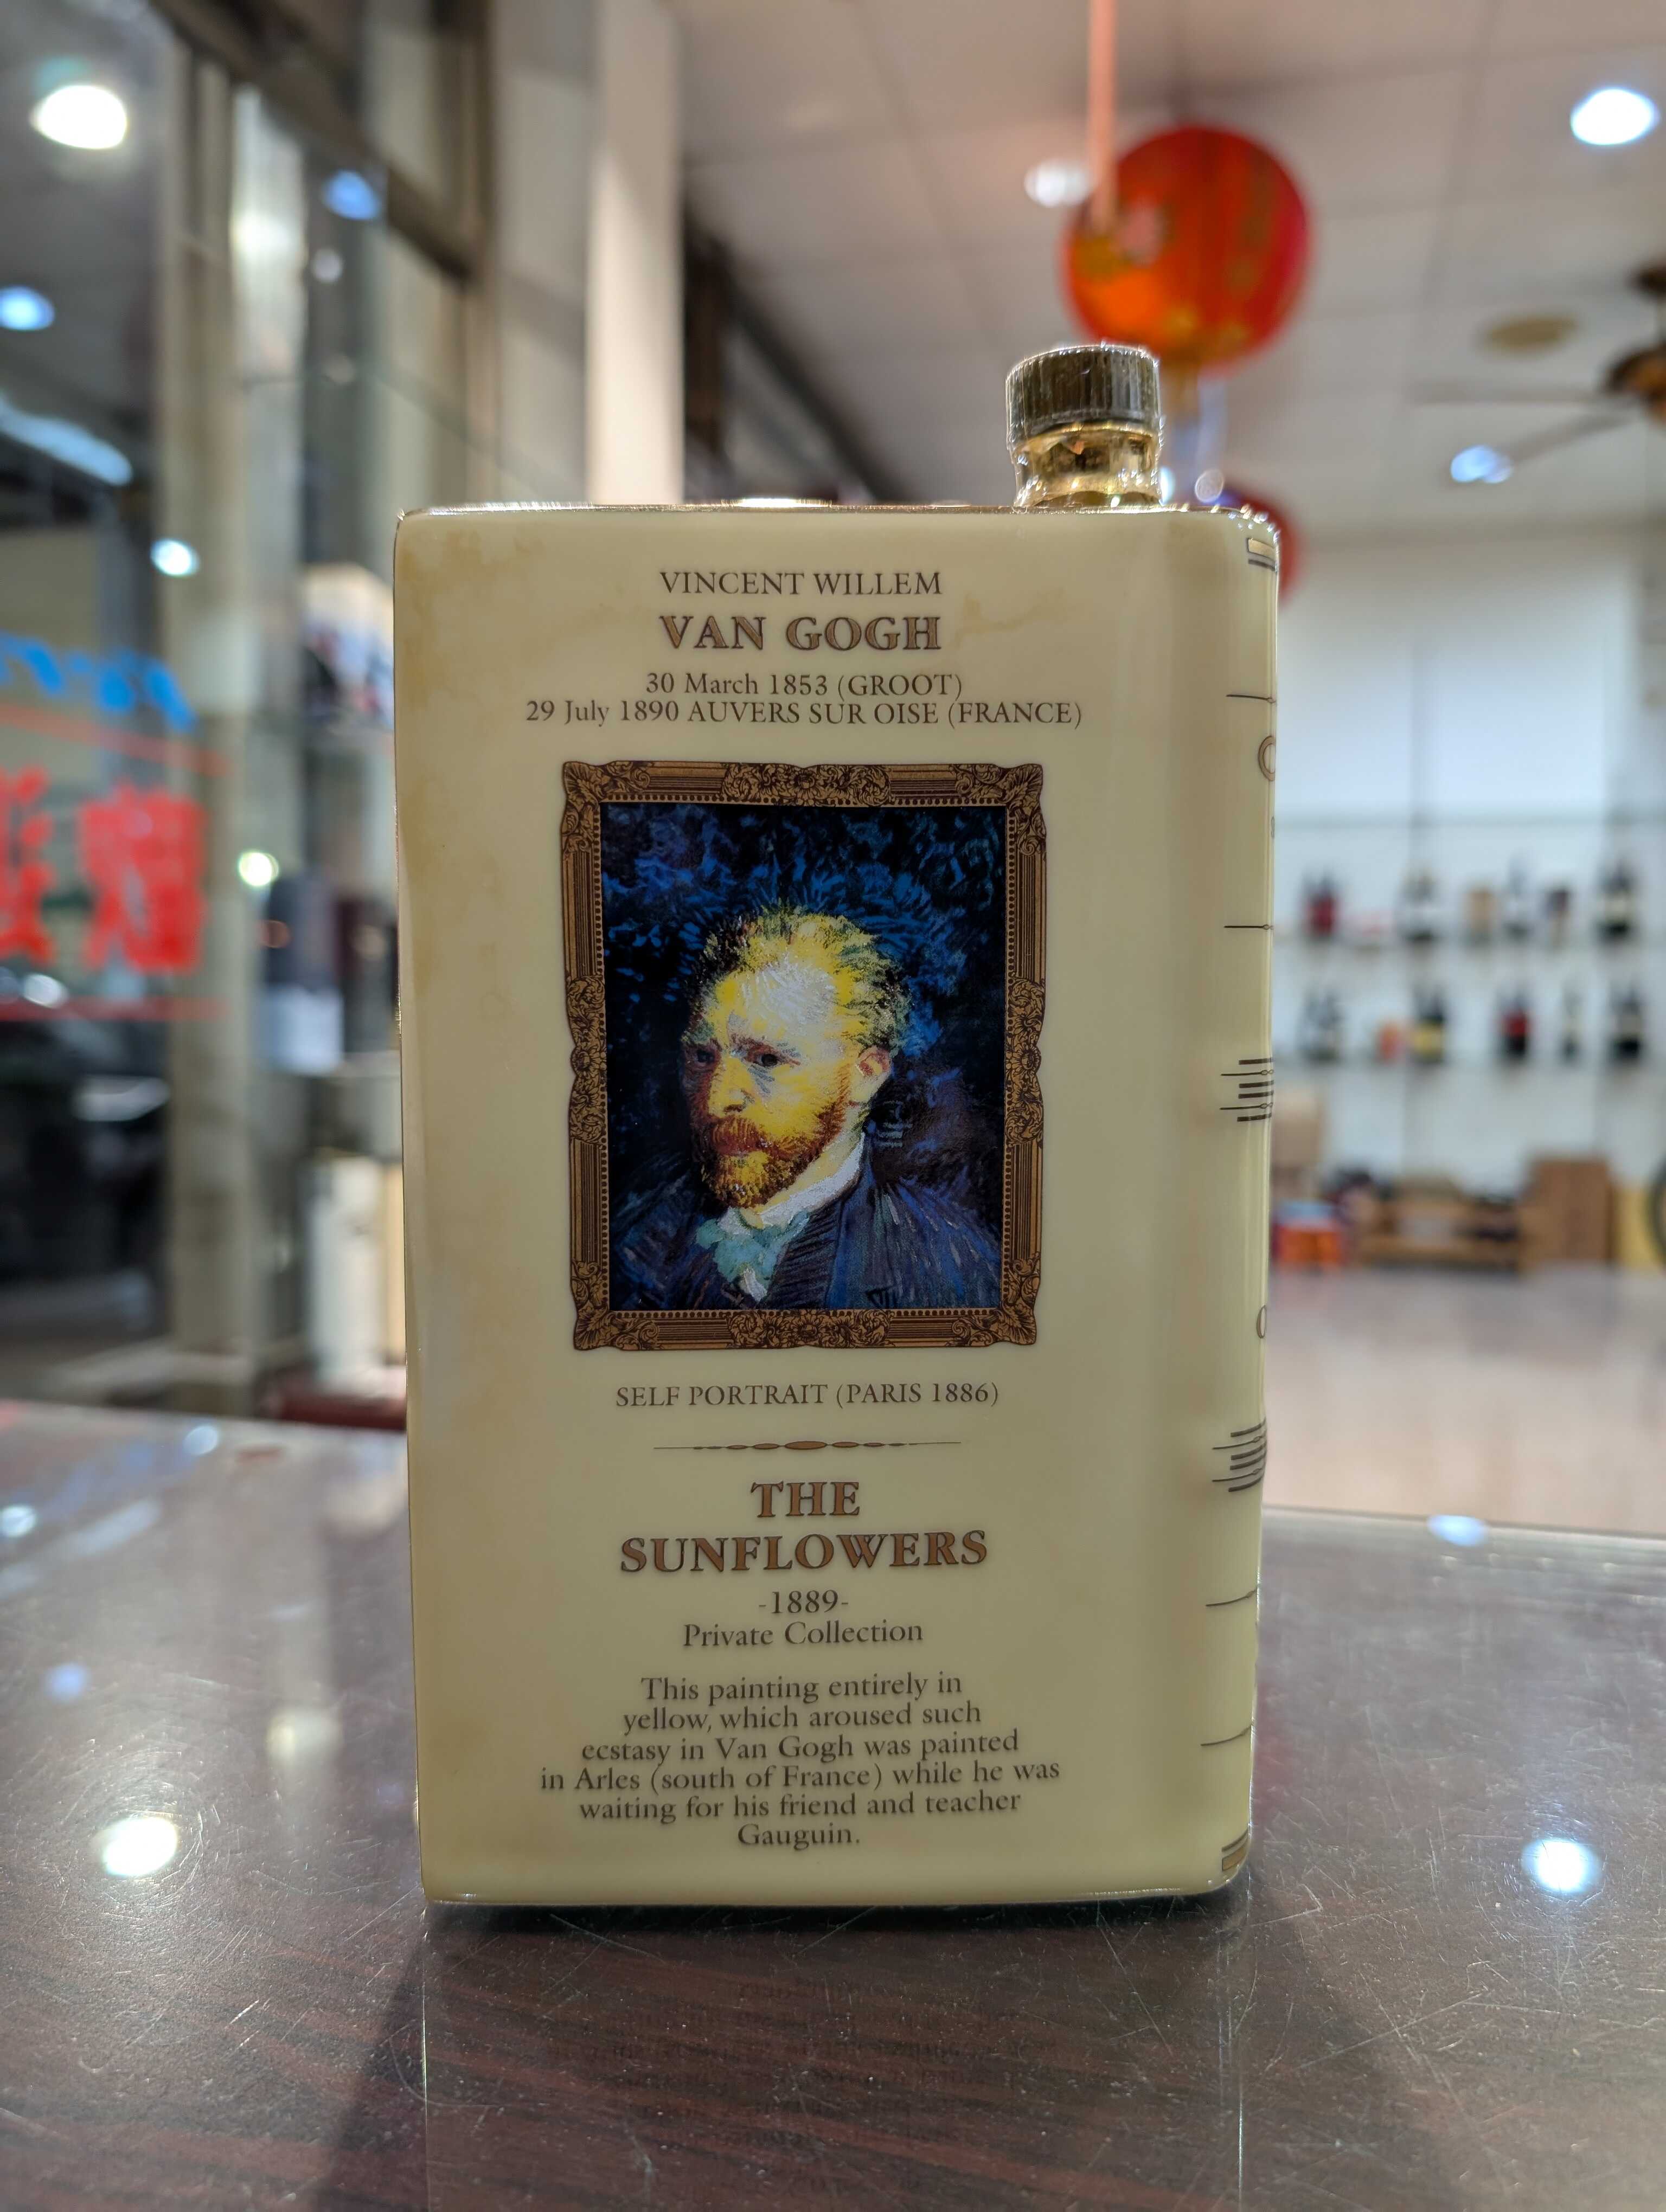 VINCENT WILLEM
VAN GOGH
30 March 1853 (GROOT)
29 July 1890 AUVERS SUR OISE (FRANCE)
SELF PORTRAIT (PARIS 1886)
THE
SUNFLOWERS
-1889-
Private Collection
This painting entirely in
yellow, which aroused such
ecstasy in Van Gogh was painted
in Arles (south of France) while he was
waiting for his friend and teacher
Gauguin.